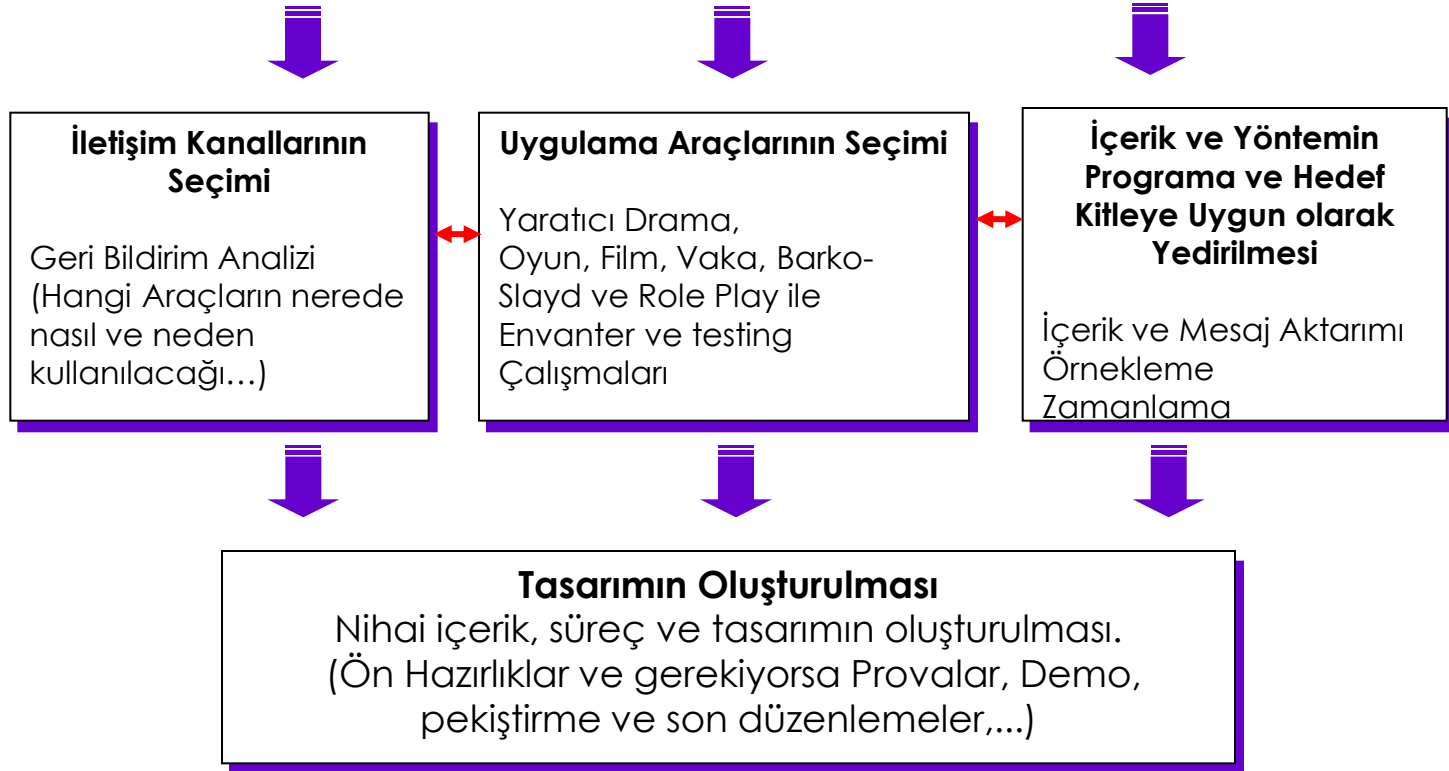 İletişim Kanallarının
Seçimi
Geri Bildirim Analizi
(Hangi Araçların nerede
nasıl ve neden
kullanılacağı…)
Uygulama Araçlarının Seçimi
Yaratıcı Drama,
Oyun, Film, Vaka, Barko-
Slayd ve Role Play ile
Envanter ve testing
Çalışmaları
İçerik ve Yöntemin
Programa ve Hedef
Kitleye Uygun olarak
Yedirilmesi
İçerik ve Mesaj Aktarımı
Örnekleme
Zamanlama
Tasarımın Oluşturulması
Nihai içerik, süreç ve tasarımın oluşturulması.
(Ön Hazırlıklar ve gerekiyorsa Provalar, Demo,
pekiştirme ve son düzenlemeler,...)